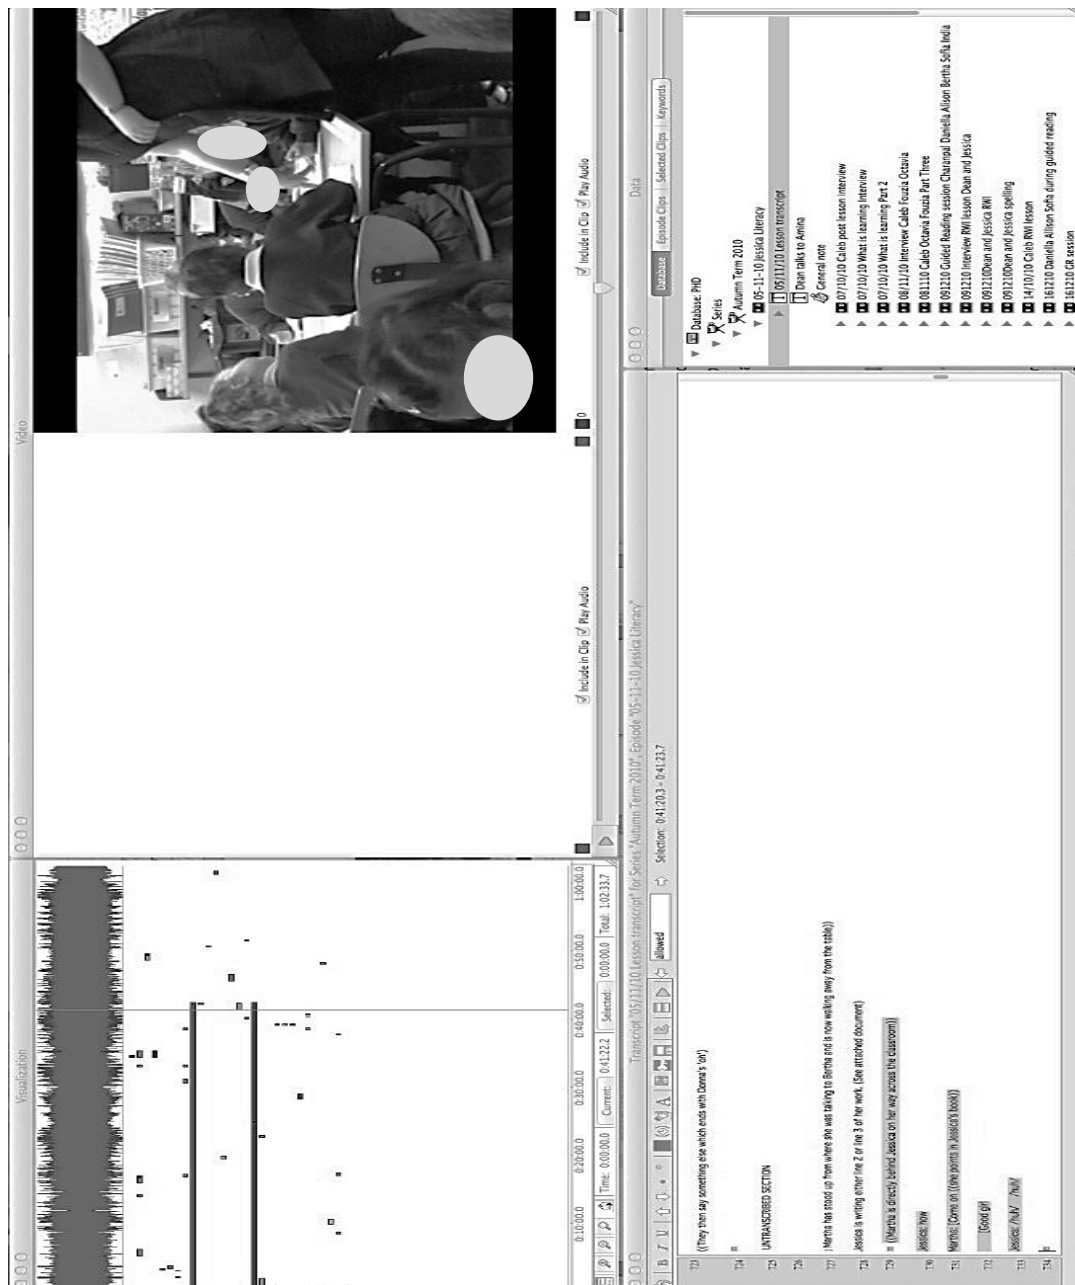 Visualization
0:10:00.0 0:20:00.0 0:30:00.0 0:40:00.0 0:50:00.0 1:00:00.0
Time: 0:00:00.0 Current: 0:41:22.2 Selected: 0:00:00.0 Total: 1:02:33.7
Video
Include in Clip Play Audio
0
Include in Clip Play Audio
Transcript "05/11/10 Lesson transcript" for Series "Autumn Term 2010", Episode "05-11-10 Jessica Literacy"
B I U
allowed
Selection: 0:41:20.3 - 0:41:23.7
723 ((They then say something else which ends with Donna's 'oh')
724
725 UNTRANSCRIBED SECTION
726
727 Martha has stood up from where she was taking to Bertha and is now walking away from the table))
728 Jessica is writing either line 2 or line 3 of her work. (See attached document)
729 ((Martha is directly behind Jessica on her way across the classroom))
730 Jessica: how
731 Martha: [Come on ((she points in Jessica's book))
732 [Good girl
733 Jessica: /huh/ /huh/
734
Data
Database Episode Clips Selected Clips Keywords
Database: PHD
Series
Autumn Term 2010
05-11-10 Jessica Literacy
05/11/10 Lesson transcript
Dean talks to Amina
General note
07/10/10 Caleb post lesson interview
07/10/10 What is learning Interview
07/10/10 What is learning Part 2
08/11/10 Interview Caleb Fouzia Octavia
081110 Caleb Octavia Fouzia Part Three
091210 Guided Reading session Charanpal Daniella Alison Bertha Sofia India
091210 Interview RWI lesson Dean and Jessica
091210Dean and Jessica RWI
091210Dean and Jessica spelling
14/10/10 Caleb RWI lesson
161210 Daniella Allison Sofia during guided reading
161210 GR session